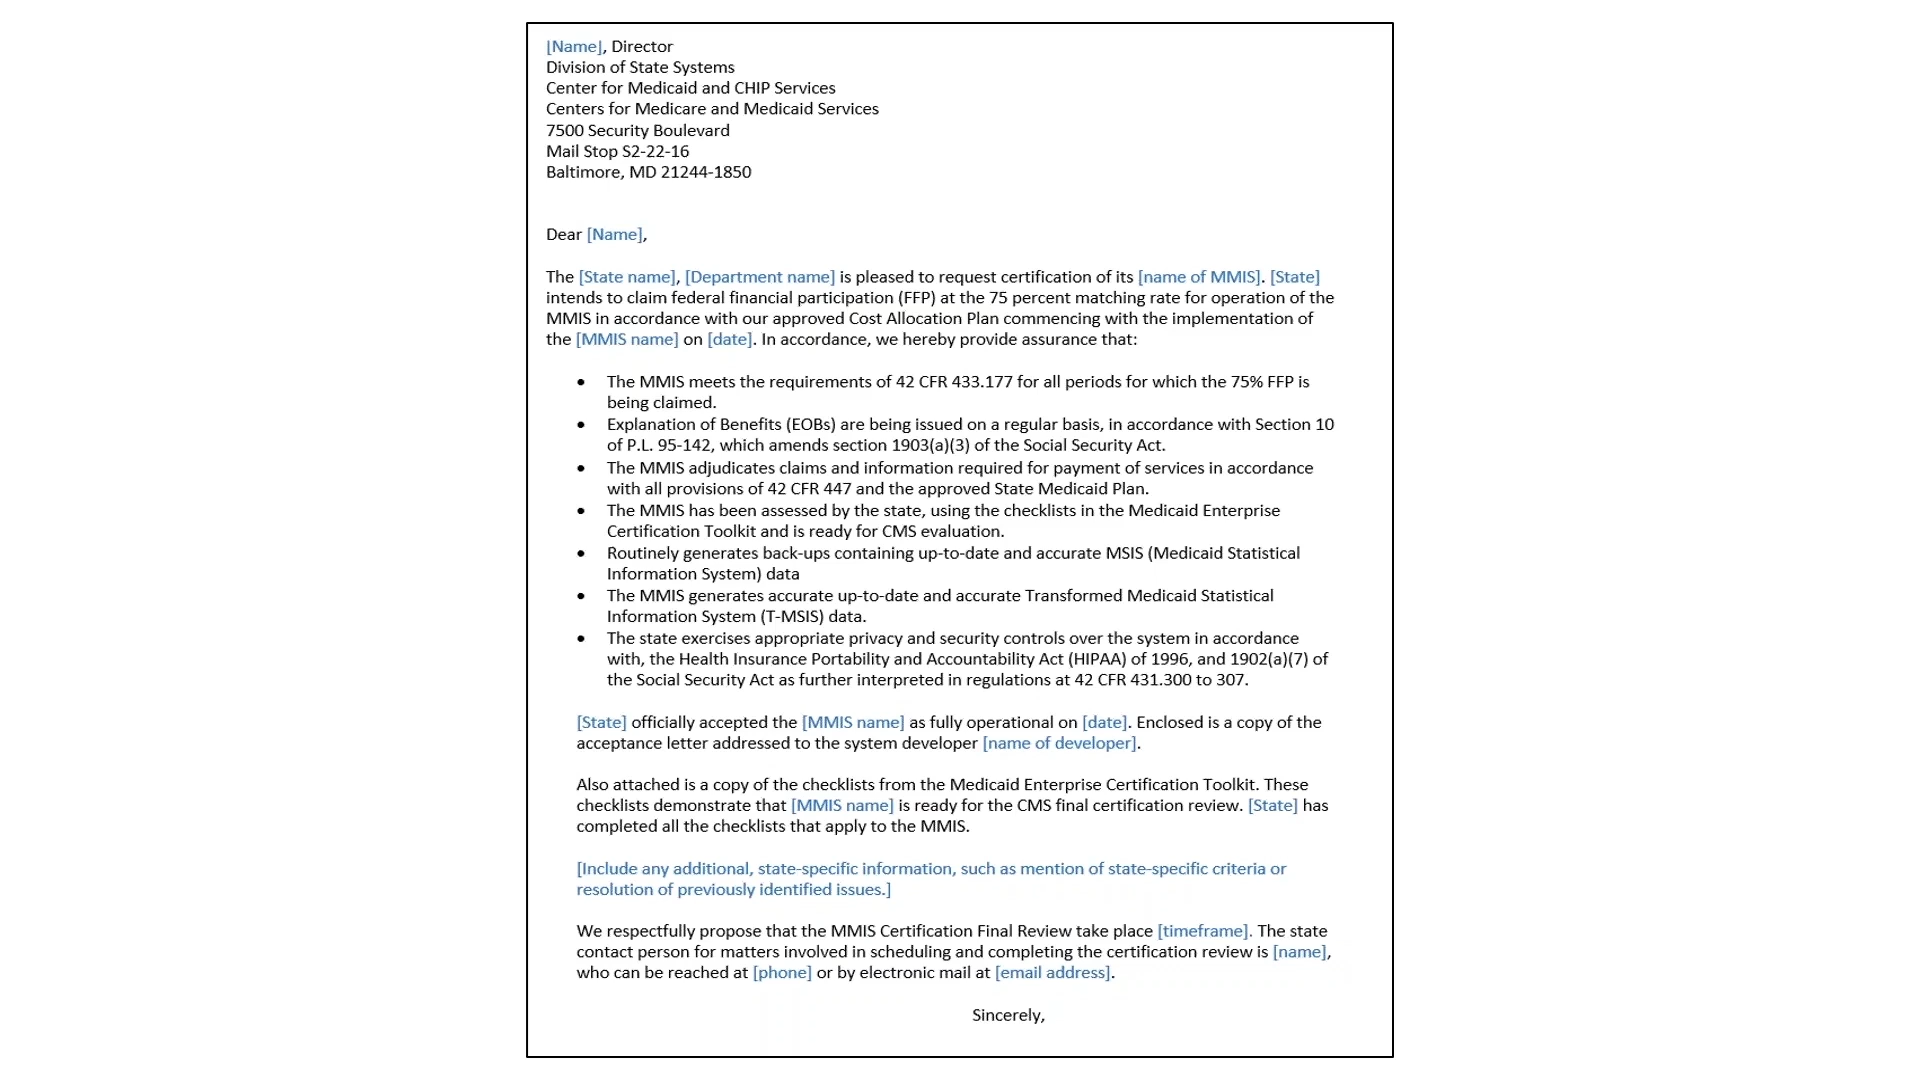 [Name], Director
Division of State Systems
Center for Medicaid and CHIP Services
Centers for Medicare and Medicaid Services
7500 Security Boulevard
Mail Stop S2-22-16
Baltimore, MD 21244-1850
Dear [Name],
The [State name], [Department name] is pleased to request certification of its [name of MMIS]. [State]
intends to claim federal financial participation (FFP) at the 75 percent matching rate for operation of the
MMIS in accordance with our approved Cost Allocation Plan commencing with the implementation of
the [MMIS name] on [date]. In accordance, we hereby provide assurance that:
• The MMIS meets the requirements of 42 CFR 433.177 for all periods for which the 75% FFP is
being claimed.
• Explanation of Benefits (EOBs) are being issued on a regular basis, in accordance with Section 10
of P.L. 95-142, which amends section 1903(a)(3) of the Social Security Act.
• The MMIS adjudicates claims and information required for payment of services in accordance
with all provisions of 42 CFR 447 and the approved State Medicaid Plan.
• The MMIS has been assessed by the state, using the checklists in the Medicaid Enterprise
Certification Toolkit and is ready for CMS evaluation.
• Routinely generates back-ups containing up-to-date and accurate MSIS (Medicaid Statistical
Information System) data
• The MMIS generates accurate up-to-date and accurate Transformed Medicaid Statistical
Information System (T-MSIS) data.
• The state exercises appropriate privacy and security controls over the system in accordance
with, the Health Insurance Portability and Accountability Act (HIPAA) of 1996, and 1902(a)(7) of
the Social Security Act as further interpreted in regulations at 42 CFR 431.300 to 307.
[State] officially accepted the [MMIS name] as fully operational on [date]. Enclosed is a copy of the
acceptance letter addressed to the system developer [name of developer].
Also attached is a copy of the checklists from the Medicaid Enterprise Certification Toolkit. These
checklists demonstrate that [MMIS name] is ready for the CMS final certification review. [State] has
completed all the checklists that apply to the MMIS.
[Include any additional, state-specific information, such as mention of state-specific criteria or
resolution of previously identified issues.]
We respectfully propose that the MMIS Certification Final Review take place [timeframe]. The state
contact person for matters involved in scheduling and completing the certification review is [name],
who can be reached at [phone] or by electronic mail at [email address].
Sincerely,